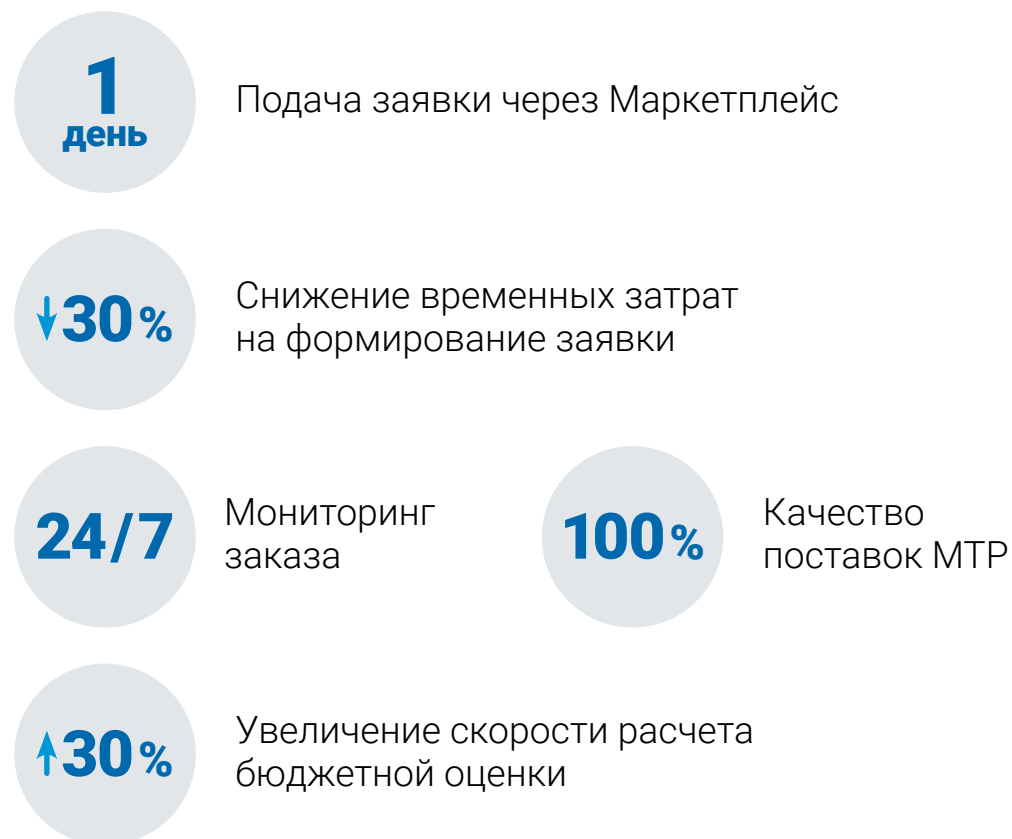 1
день
Подача заявки через Маркетплейс
↓30%
Снижение временных затрат
на формирование заявки
24/7
Мониторинг
заказа
100%
Качество
поставок МТР
↑30%
Увеличение скорости расчета
бюджетной оценки